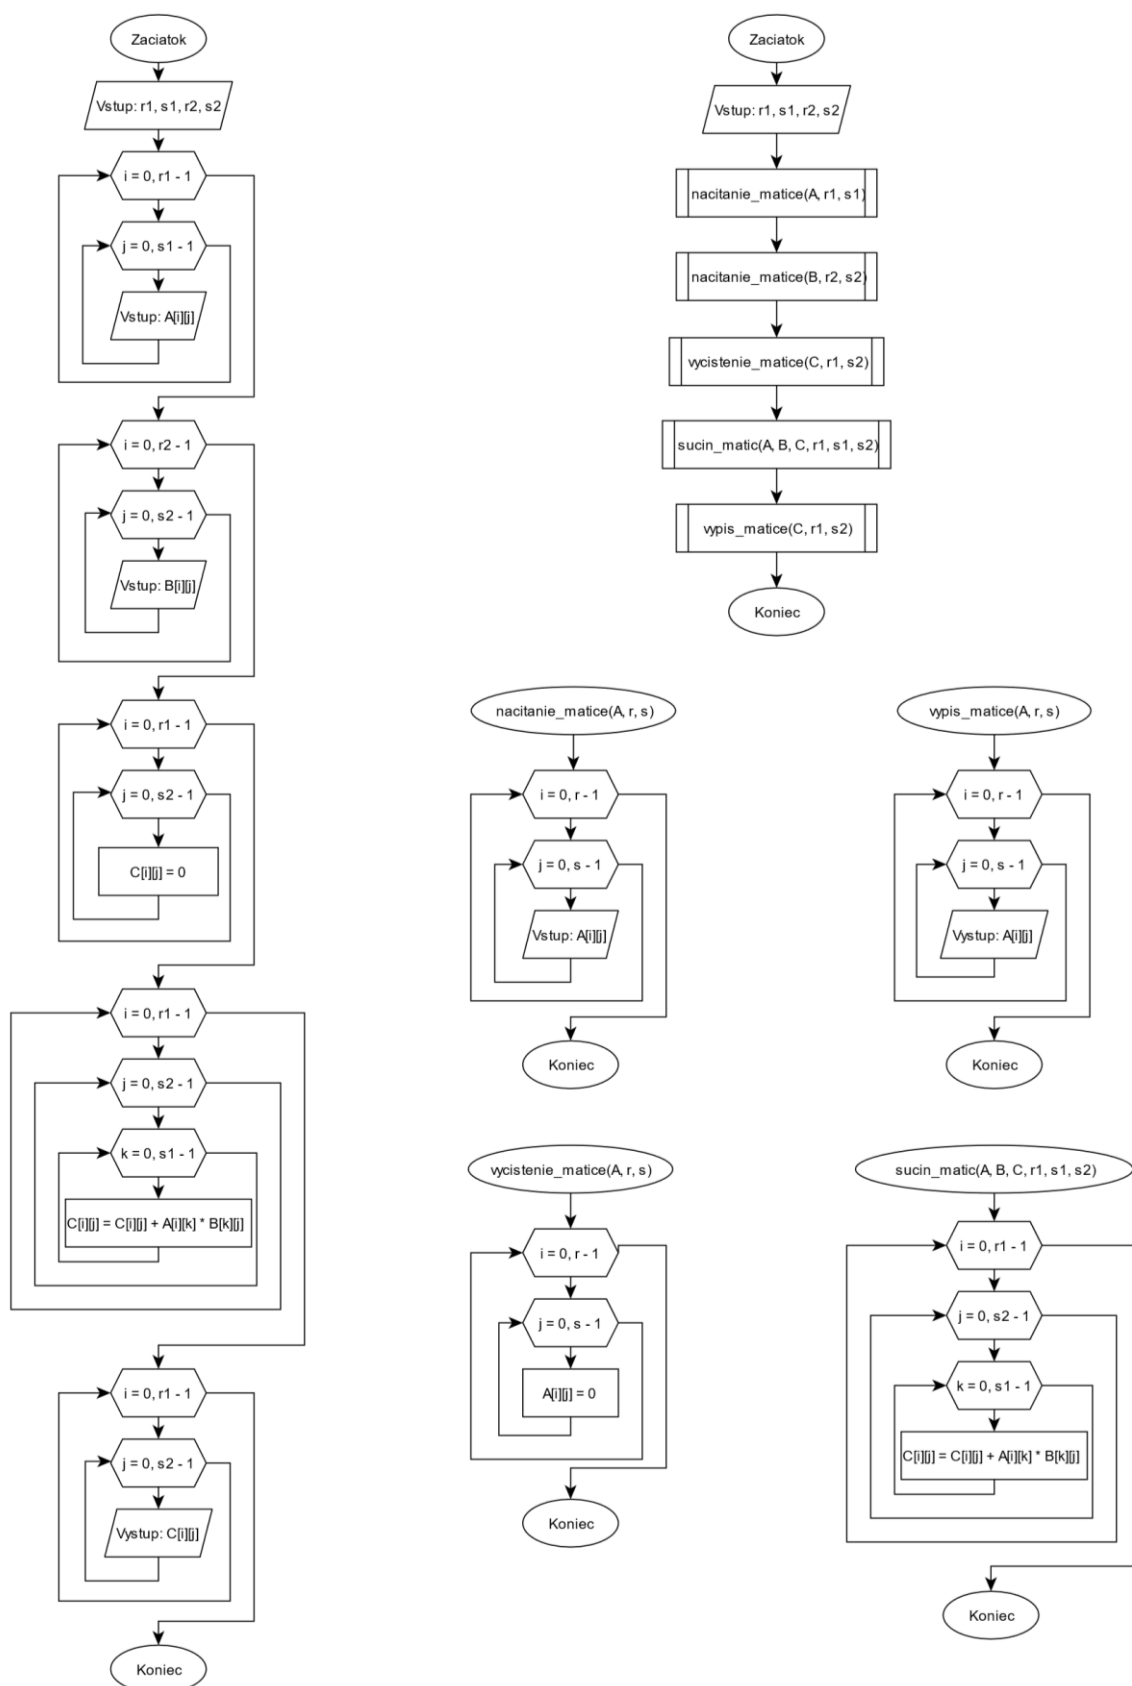 Zaciatok
Vstup: r1, s1, r2, s2
i = 0, r1 - 1
j = 0, s1 - 1
Vstup: A[i][j]
i = 0, r2 - 1
j = 0, s2 - 1
Vstup: B[i][j]
i = 0, r1 - 1
j = 0, s2 - 1
C[i][j] = 0
i = 0, r1 - 1
j = 0, s2 - 1
k = 0, s1 - 1
C[i][j] = C[i][j] + A[i][k] * B[k][j]
i = 0, r1 - 1
j = 0, s2 - 1
Vystup: C[i][j]
Koniec
Zaciatok
Vstup: r1, s1, r2, s2
nacitanie_matice(A, r1, s1)
nacitanie_matice(B, r2, s2)
vycistenie_matice(C, r1, s2)
sucin_matic(A, B, C, r1, s1, s2)
vypis_matice(C, r1, s2)
Koniec
nacitanie_matice(A, r, s)
i = 0, r - 1
j = 0, s - 1
Vstup: A[i][j]
Koniec
vypis_matice(A, r, s)
i = 0, r - 1
j = 0, s - 1
Vystup: A[i][j]
Koniec
vycistenie_matice(A, r, s)
i = 0, r - 1
j = 0, s - 1
A[i][j] = 0
Koniec
sucin_matic(A, B, C, r1, s1, s2)
i = 0, r1 - 1
j = 0, s2 - 1
k = 0, s1 - 1
C[i][j] = C[i][j] + A[i][k] * B[k][j]
Koniec